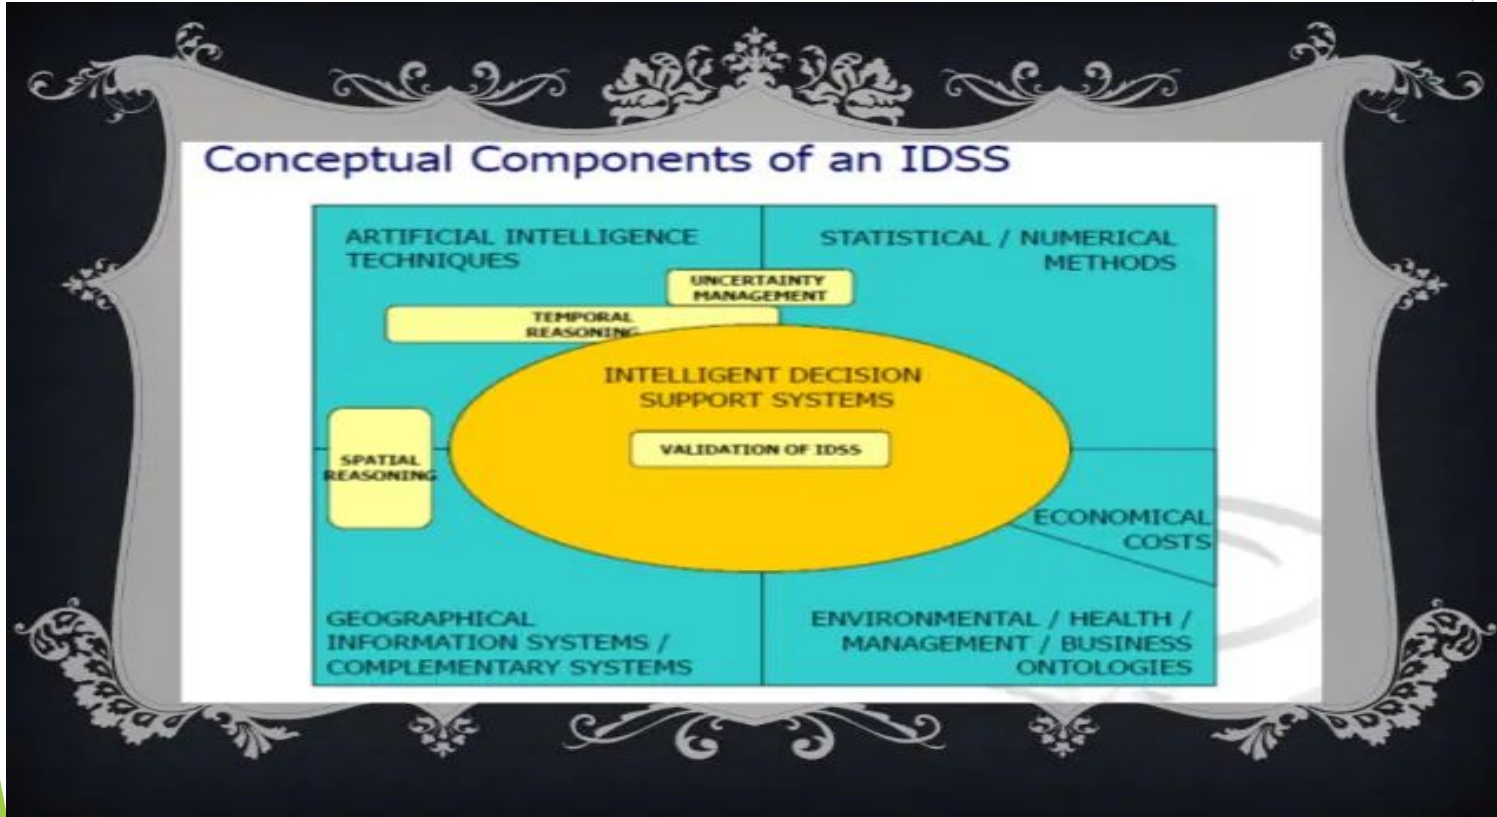 Conceptual Components of an IDSS
ARTIFICIAL INTELLIGENCE
TECHNIQUES
STATISTICAL / NUMERICAL
METHODS
UNCERTAINTY
MANAGEMENT
TEMPORAL
REASONING
INTELLIGENT DECISION
SUPPORT SYSTEMS
VALIDATION OF IDSS
SPATIAL
REASONING
ECONOMICAL
COSTS
GEOGRAPHICAL
INFORMATION SYSTEMS /
COMPLEMENTARY SYSTEMS
ENVIRONMENTAL / HEALTH /
MANAGEMENT / BUSINESS
ONTOLOGIES